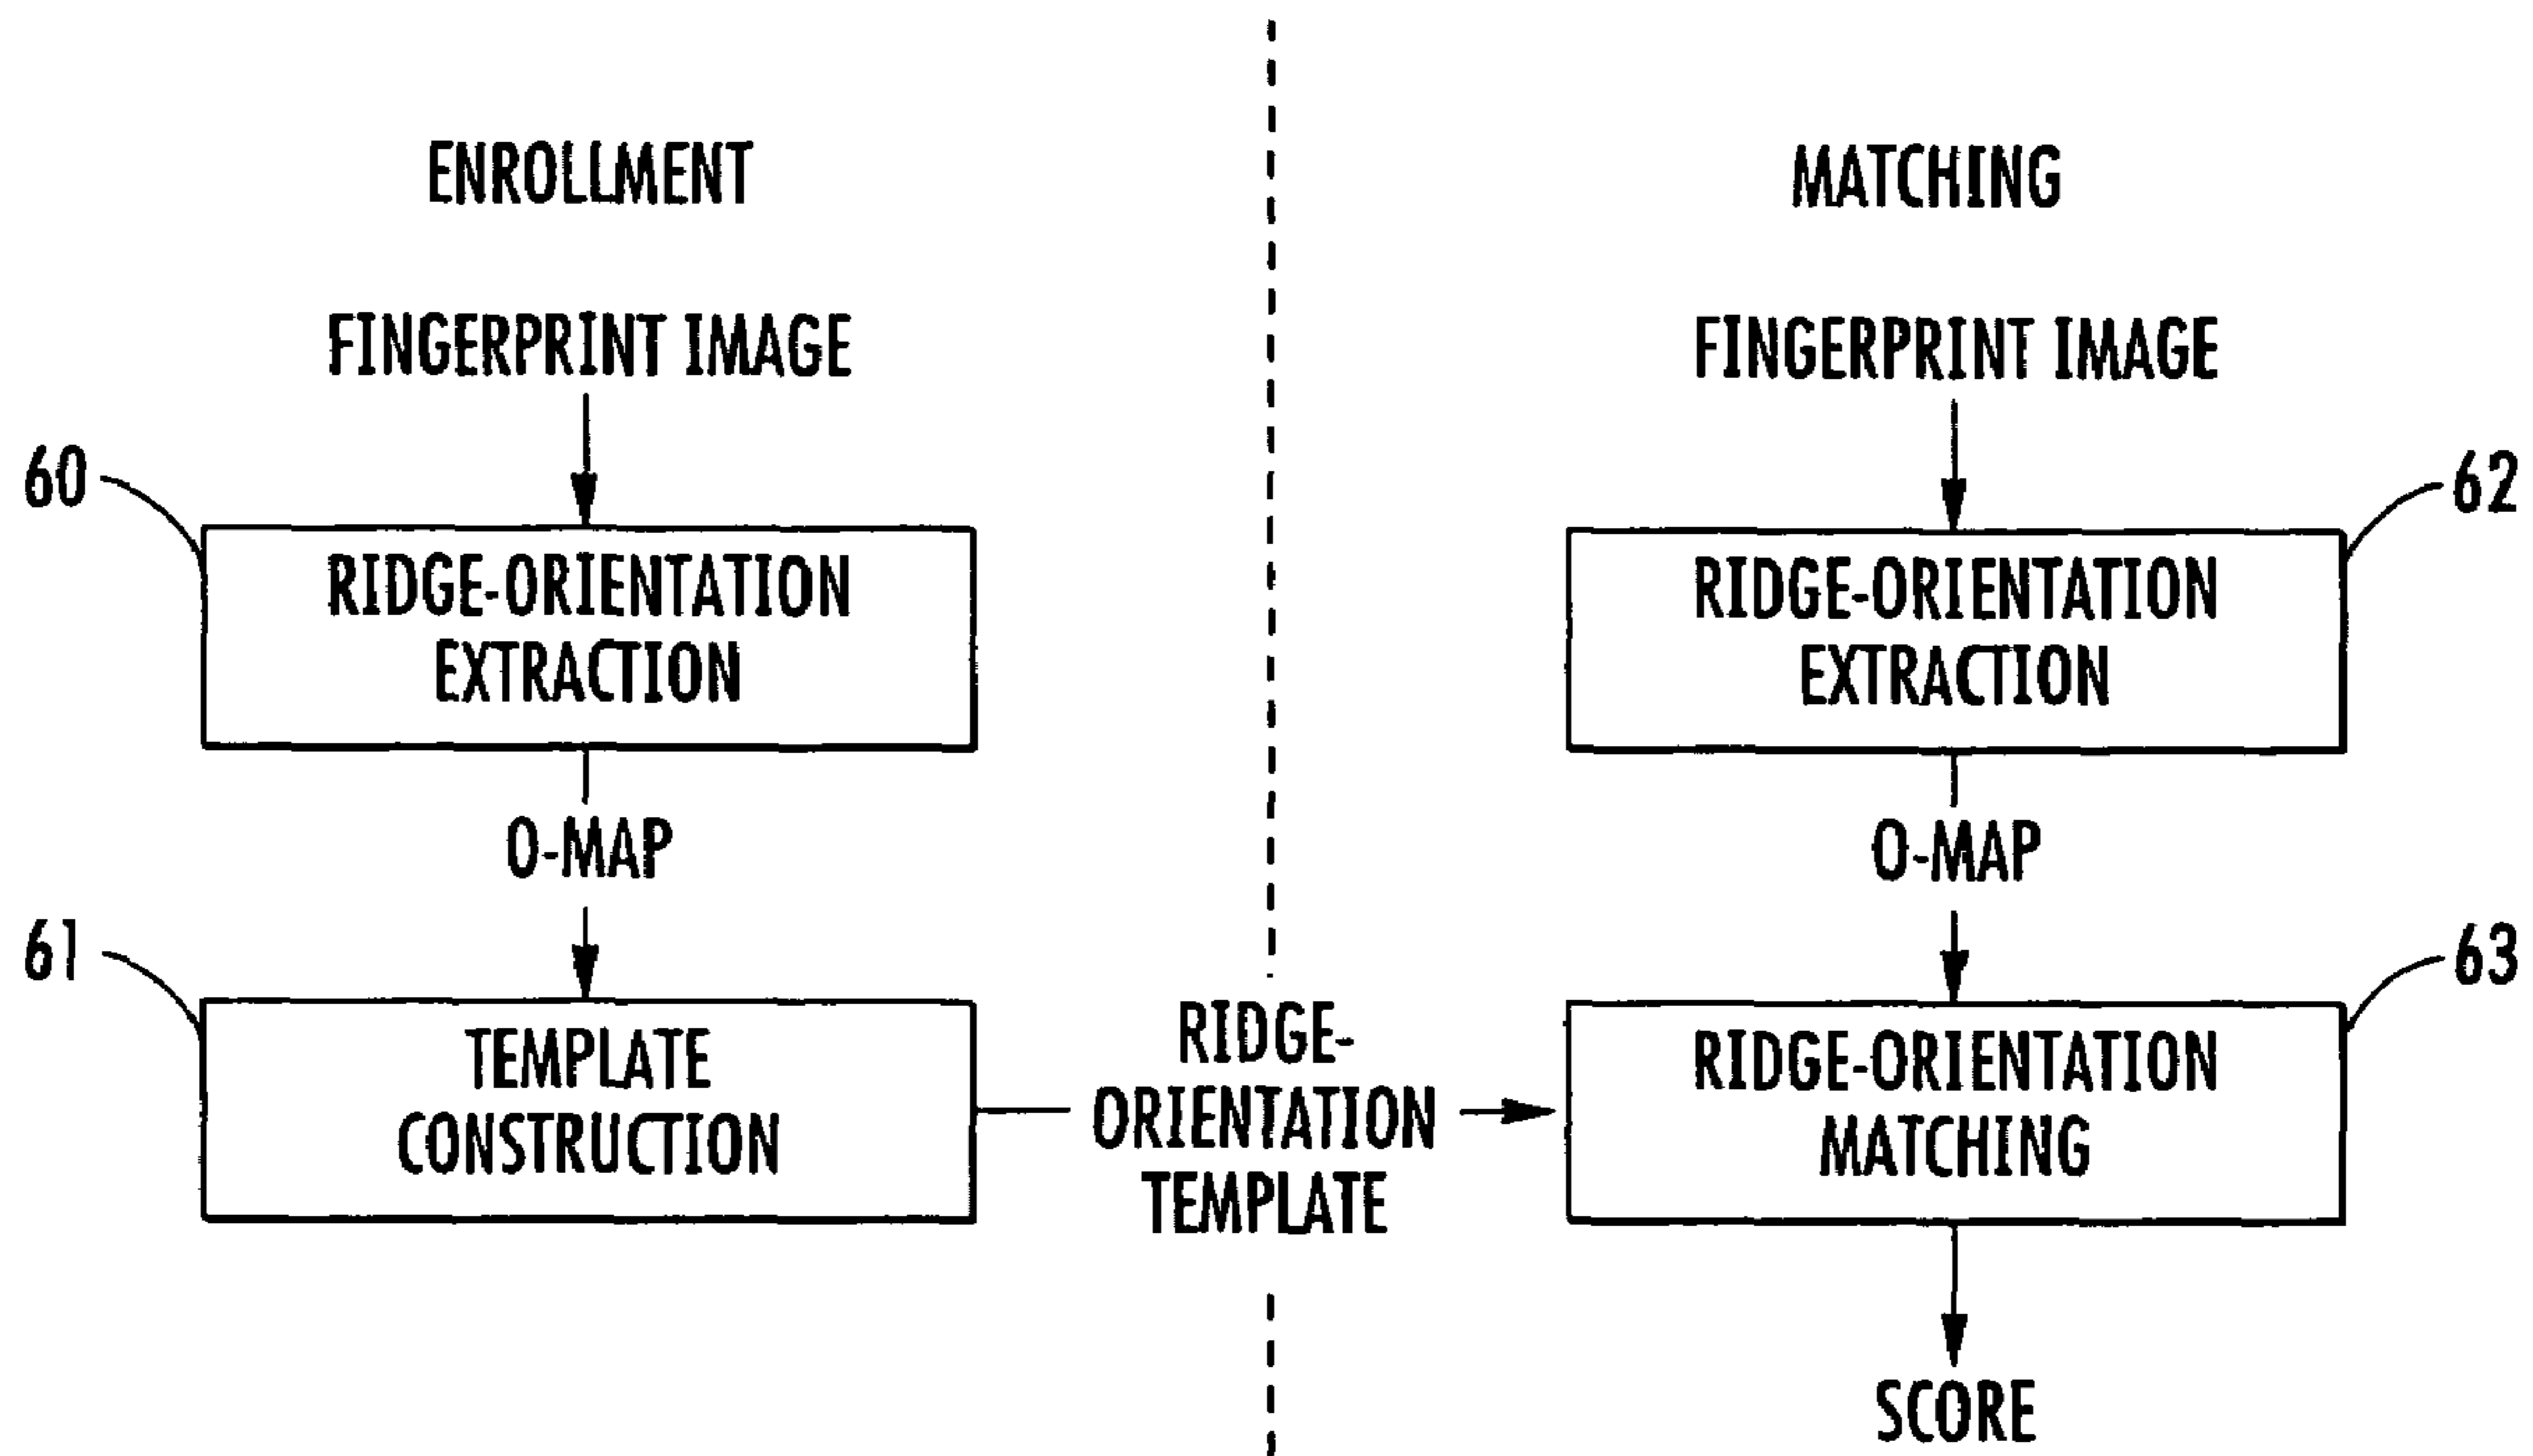 ENROLLMENT
FINGERPRINT IMAGE
60
RIDGE-ORIENTATION
EXTRACTION
O-MAP
61
TEMPLATE
CONSTRUCTION
RIDGE-
ORIENTATION
TEMPLATE
MATCHING
FINGERPRINT IMAGE
62
RIDGE-ORIENTATION
EXTRACTION
O-MAP
63
RIDGE-ORIENTATION
MATCHING
SCORE